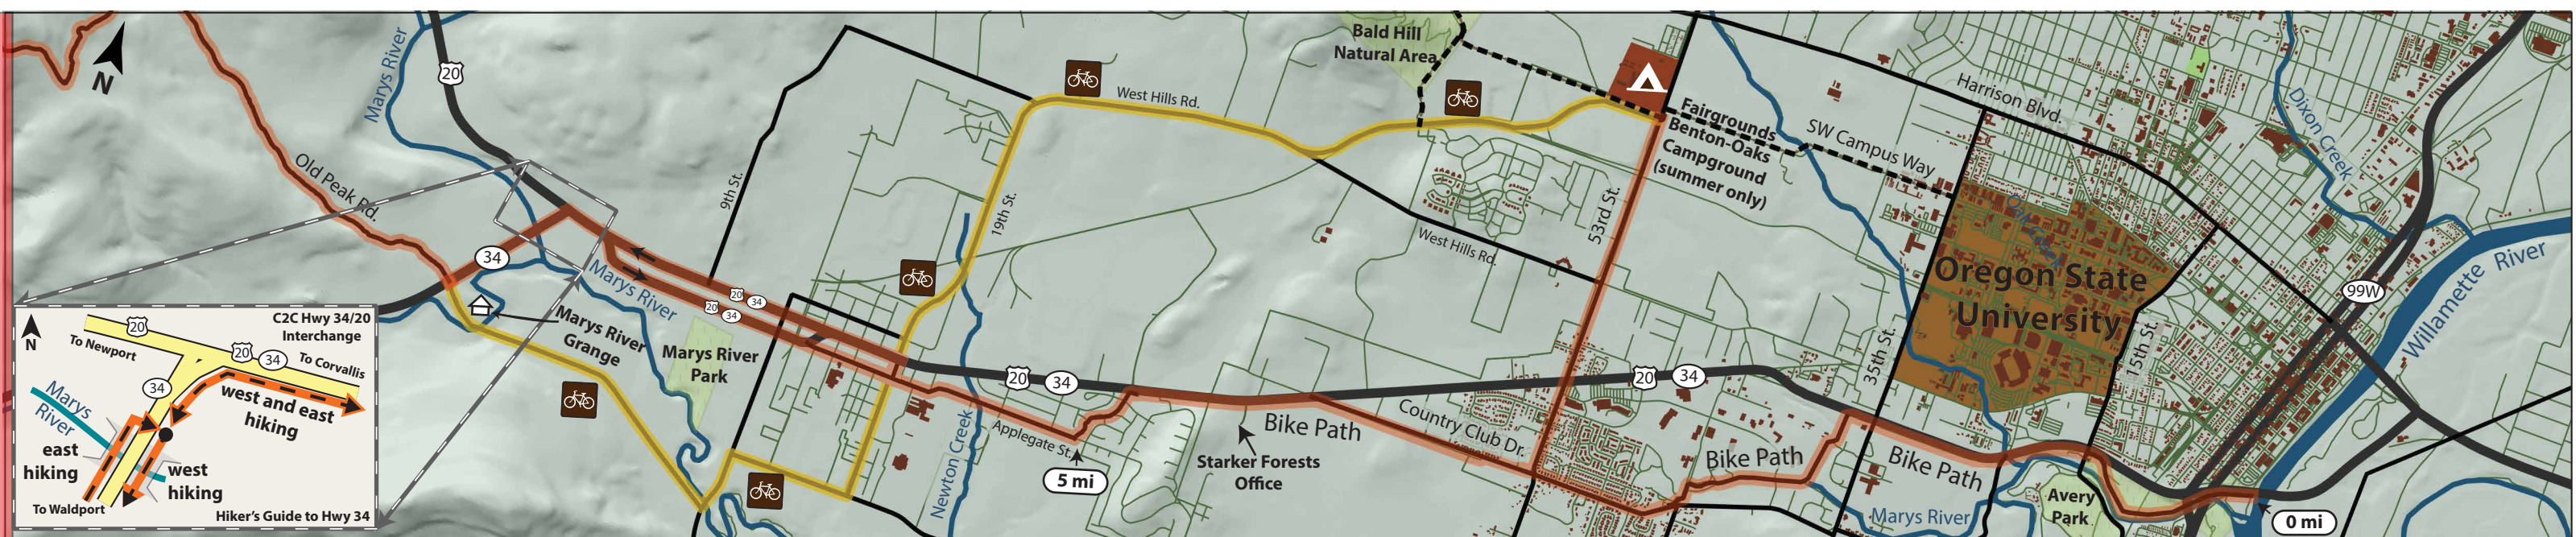 N
Marys River
20
Old Peak Rd.
34
9th St.
19th St.
West Hills Rd.
Bald Hill
Natural Area
Fairgrounds
Benton-Oaks
Campground
(summer only)
SW Campus Way
Harrison Blvd.
Dixon Creek
53rd St.
West Hills Rd.
Oak Creek
Oregon State
University
35th St.
15th St.
99W
Willamette River
Marys River
20
34
20
34
Marys River
Grange
Marys River
Park
20
34
Newton Creek
Applegate St.
5 mi
Starker Forests
Office
Bike Path
Country Club Dr.
20
34
Bike Path
Bike Path
Marys River
Avery
Park
0 mi
C2C Hwy 34/20
Interchange
N
20
To Newport
20
34
To Corvallis
34
west and east
hiking
Marys
River
east
hiking
west
hiking
To Waldport
Hiker's Guide to Hwy 34